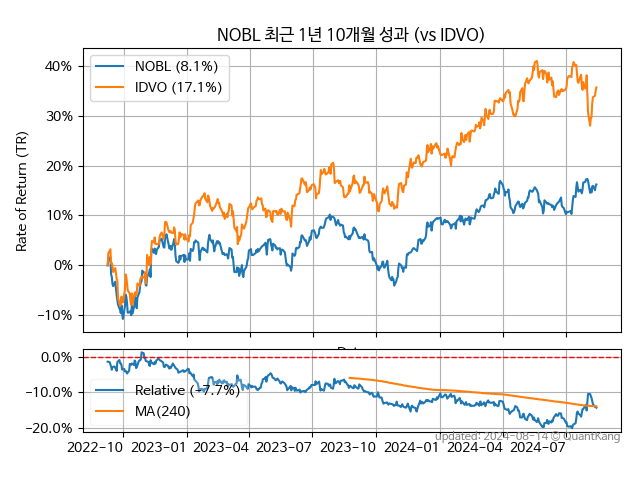 NOBL 최근 1년 10개월 성과 (vs IDVO)
Rate of Return (TR)
40%
30%
20%
10%
0%
−10%
NOBL (8.1%)
IDVO (17.1%)
0.0%
−10.0%
−20.0%
Relative (−7.7%)
MA(240)
2022−10 2023−01 2023−04 2023−07 2023−10 2024−01 2024−04 2024−07
updated: 2024-08-14 © QuantKang